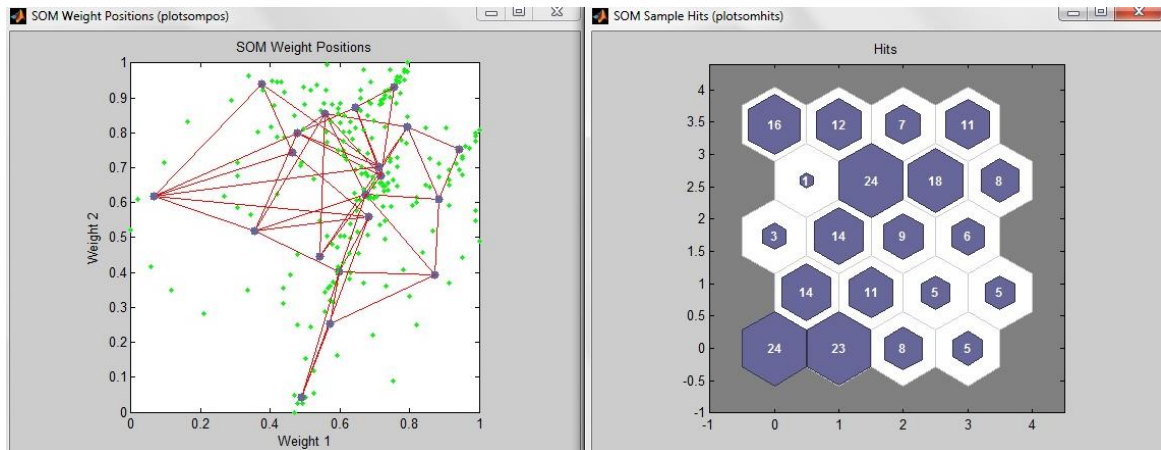 SOM Weight Positions (plotsompos)
SOM Weight Positions
1
0.9
0.8
0.7
0.6
0.5
0.4
0.3
0.2
0.1
0
Weight 2
0 0.2 0.4 0.6 0.8 1
Weight 1
SOM Sample Hits (plotsomhits)
Hits
4
3.5
3
2.5
2
1.5
1
0.5
0
-0.5
-1
16 12 7 11
1 24 18 8
3 14 9 6
14 11 5 5
24 23 8 5
-1 0 1 2 3 4